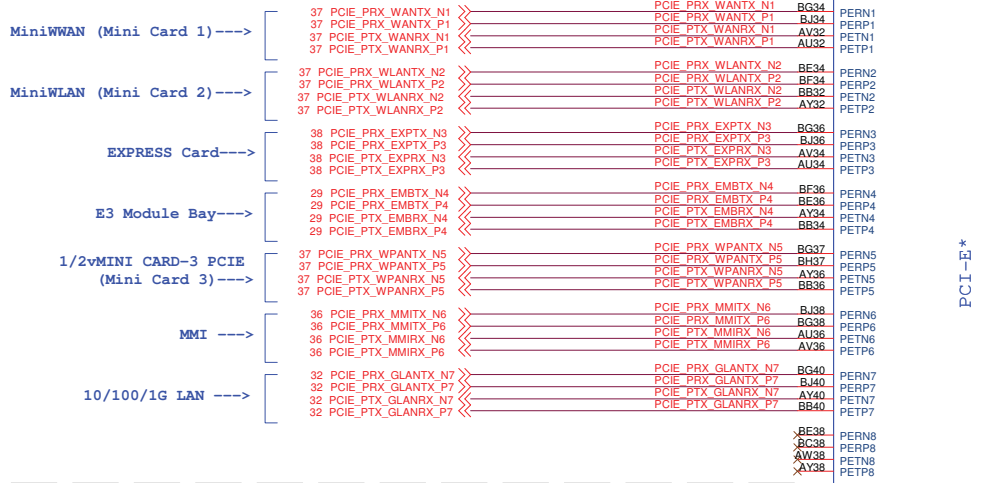 MiniWWAN (Mini Card 1)--->
37 PCIE_PRX_WANTX_N1 PCIE_PRX_WANTX_N1 BG34 PERN1
37 PCIE_PRX_WANTX_P1 PCIE_PRX_WANTX_P1 BJ34 PERP1
37 PCIE_PTX_WANRX_N1 PCIE_PTX_WANRX_N1 AV32 PETN1
37 PCIE_PTX_WANRX_P1 PCIE_PTX_WANRX_P1 AU32 PETP1
MiniWLAN (Mini Card 2)--->
37 PCIE_PRX_WLANTX_N2 PCIE_PRX_WLANTX_N2 BE34 PERN2
37 PCIE_PRX_WLANTX_P2 PCIE_PRX_WLANTX_P2 BF34 PERP2
37 PCIE_PTX_WLANRX_N2 PCIE_PTX_WLANRX_N2 BB32 PETN2
37 PCIE_PTX_WLANRX_P2 PCIE_PTX_WLANRX_P2 AY32 PETP2
EXPRESS Card--->
38 PCIE_PRX_EXPTX_N3 PCIE_PRX_EXPTX_N3 BG36 PERN3
38 PCIE_PRX_EXPTX_P3 PCIE_PRX_EXPTX_P3 BJ36 PERP3
38 PCIE_PTX_EXPRX_N3 PCIE_PTX_EXPRX_N3 AV34 PETN3
38 PCIE_PTX_EXPRX_P3 PCIE_PTX_EXPRX_P3 AU34 PETP3
E3 Module Bay--->
29 PCIE_PRX_EMBTX_N4 PCIE_PRX_EMBTX_N4 BF36 PERN4
29 PCIE_PRX_EMBTX_P4 PCIE_PRX_EMBTX_P4 BE36 PERP4
29 PCIE_PTX_EMBRX_N4 PCIE_PTX_EMBRX_N4 AY34 PETN4
29 PCIE_PTX_EMBRX_P4 PCIE_PTX_EMBRX_P4 BB34 PETP4
1/2vMINI CARD-3 PCIE
(Mini Card 3)--->
37 PCIE_PRX_WPANTX_N5 PCIE_PRX_WPANTX_N5 BG37 PERN5
37 PCIE_PRX_WPANTX_P5 PCIE_PRX_WPANTX_P5 BH37 PERP5
37 PCIE_PTX_WPANRX_N5 PCIE_PTX_WPANRX_N5 AY36 PETN5
37 PCIE_PTX_WPANRX_P5 PCIE_PTX_WPANRX_P5 BB36 PETP5
MMI --->
36 PCIE_PRX_MMITX_N6 PCIE_PRX_MMITX_N6 BJ38 PERN6
36 PCIE_PRX_MMITX_P6 PCIE_PRX_MMITX_P6 BG38 PERP6
36 PCIE_PTX_MMIRX_N6 PCIE_PTX_MMIRX_N6 AU36 PETN6
36 PCIE_PTX_MMIRX_P6 PCIE_PTX_MMIRX_P6 AV36 PETP6
10/100/1G LAN --->
32 PCIE_PRX_GLANTX_N7 PCIE_PRX_GLANTX_N7 BG40 PERN7
32 PCIE_PRX_GLANTX_P7 PCIE_PRX_GLANTX_P7 BJ40 PERP7
32 PCIE_PTX_GLANRX_N7 PCIE_PTX_GLANRX_N7 AY40 PETN7
32 PCIE_PTX_GLANRX_P7 PCIE_PTX_GLANRX_P7 BB40 PETP7
BE38 PERN8
BC38 PERP8
AW38 PETN8
AY38 PETP8
PCI-E*